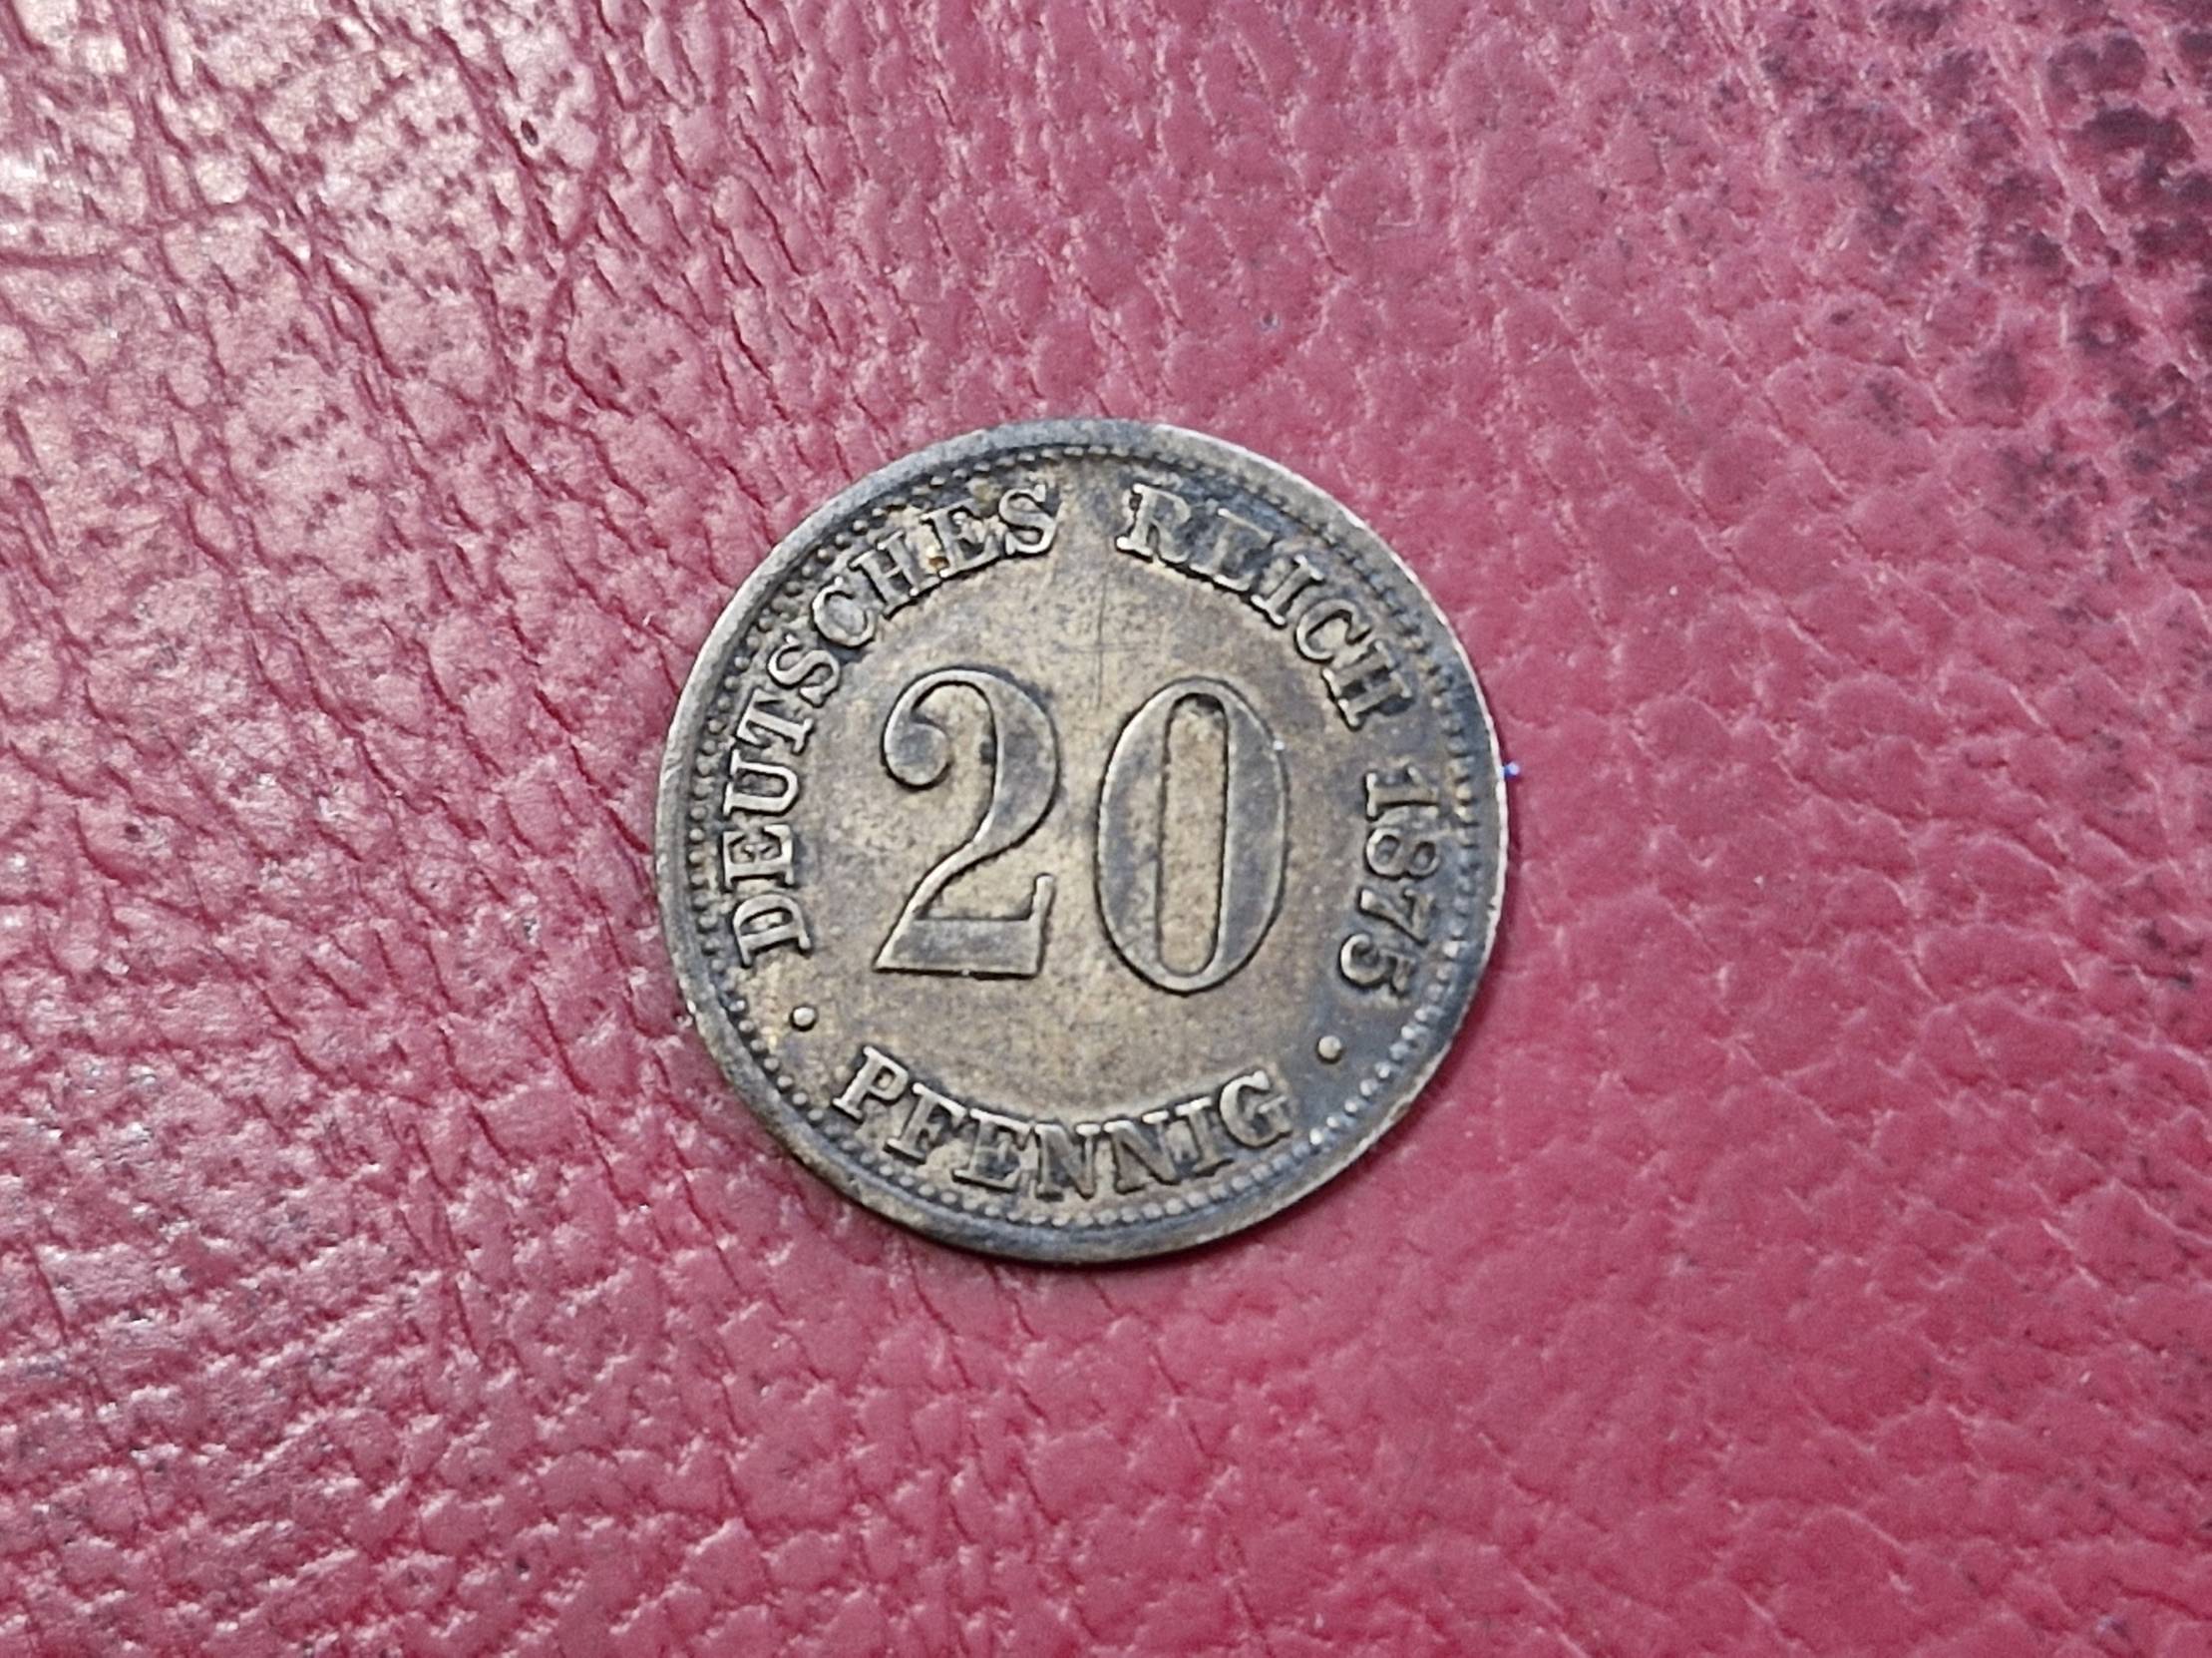 DEUTSCHES REICH 1875
20
· PFENNIG ·